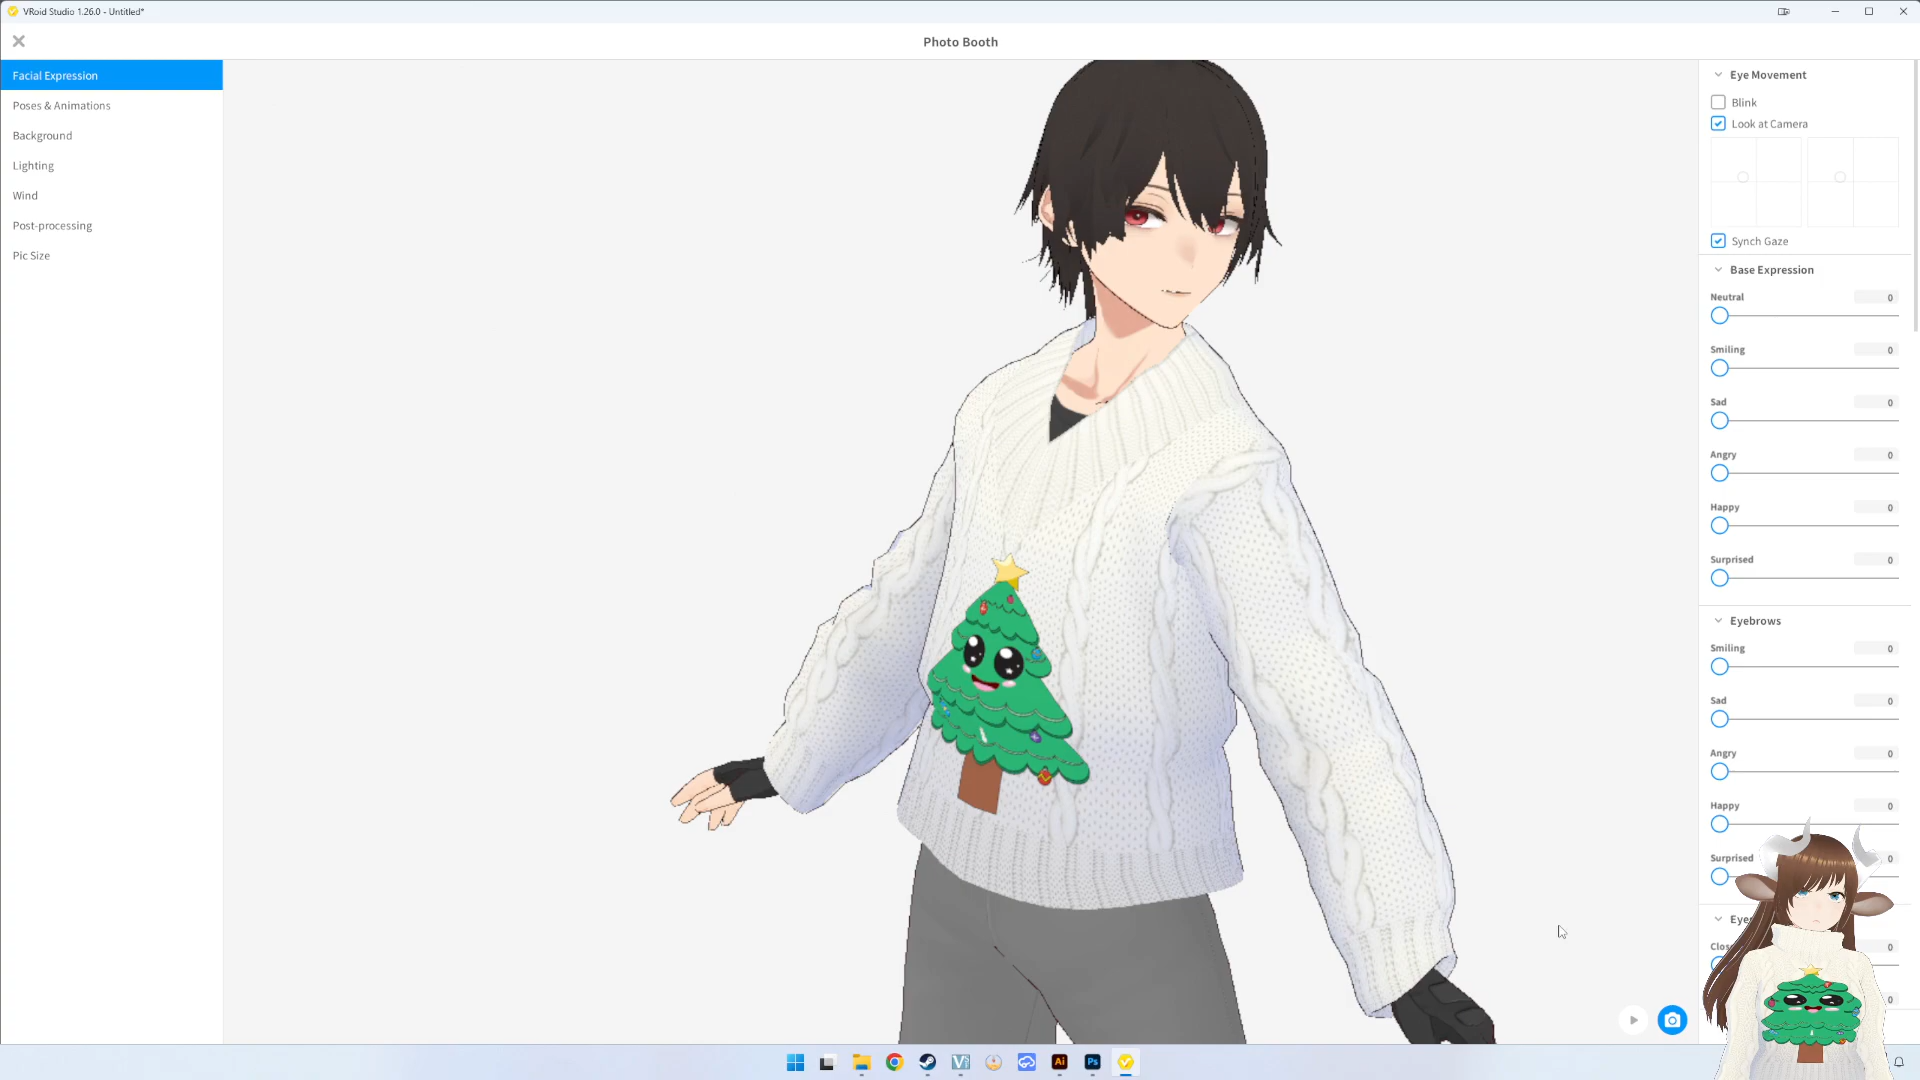 VRoid Studio 1.26.0 - Untitled*
Photo Booth
Facial Expression
Poses & Animations
Background
Lighting
Wind
Post-processing
Pic Size
Eye Movement
Blink
Look at Camera
Synch Gaze
Base Expression
Neutral 0
Smiling 0
Sad 0
Angry 0
Happy 0
Surprised 0
Eyebrows
Smiling 0
Sad 0
Angry 0
Happy 0
Surprised 0
0
0
Ai
Ps